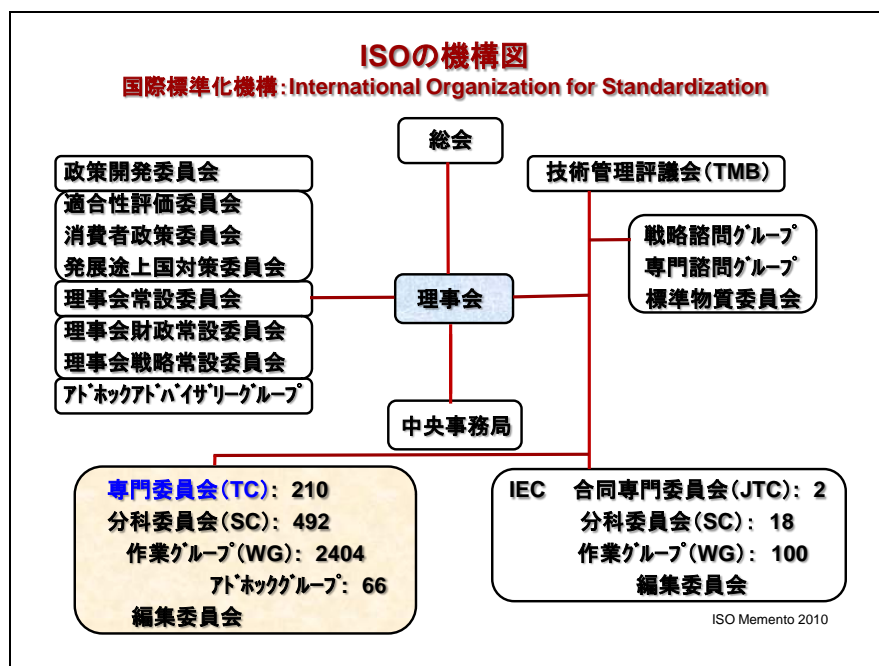 ISOの機構図
国際標準化機構：International Organization for Standardization
総会
政策開発委員会
適合性評価委員会
消費者政策委員会
発展途上国対策委員会
理事会常設委員会
理事会財政常設委員会
理事会戦略常設委員会
ｱﾄﾞﾎｯｸｱﾄﾞﾊﾞｲｻﾞﾘｰｸﾞﾙｰﾌﾟ
理事会
中央事務局
技術管理評議会（TMB）
戦略諮問ｸﾞﾙｰﾌﾟ
専門諮問ｸﾞﾙｰﾌﾟ
標準物質委員会
専門委員会（TC）：210
分科委員会（SC）：492
作業ｸﾞﾙｰﾌﾟ（WG）：2404
ｱﾄﾞﾎｯｸｸﾞﾙｰﾌﾟ：66
編集委員会
IEC 合同専門委員会（JTC）：2
分科委員会（SC）：18
作業ｸﾞﾙｰﾌﾟ（WG）：100
編集委員会
ISO Memento 2010